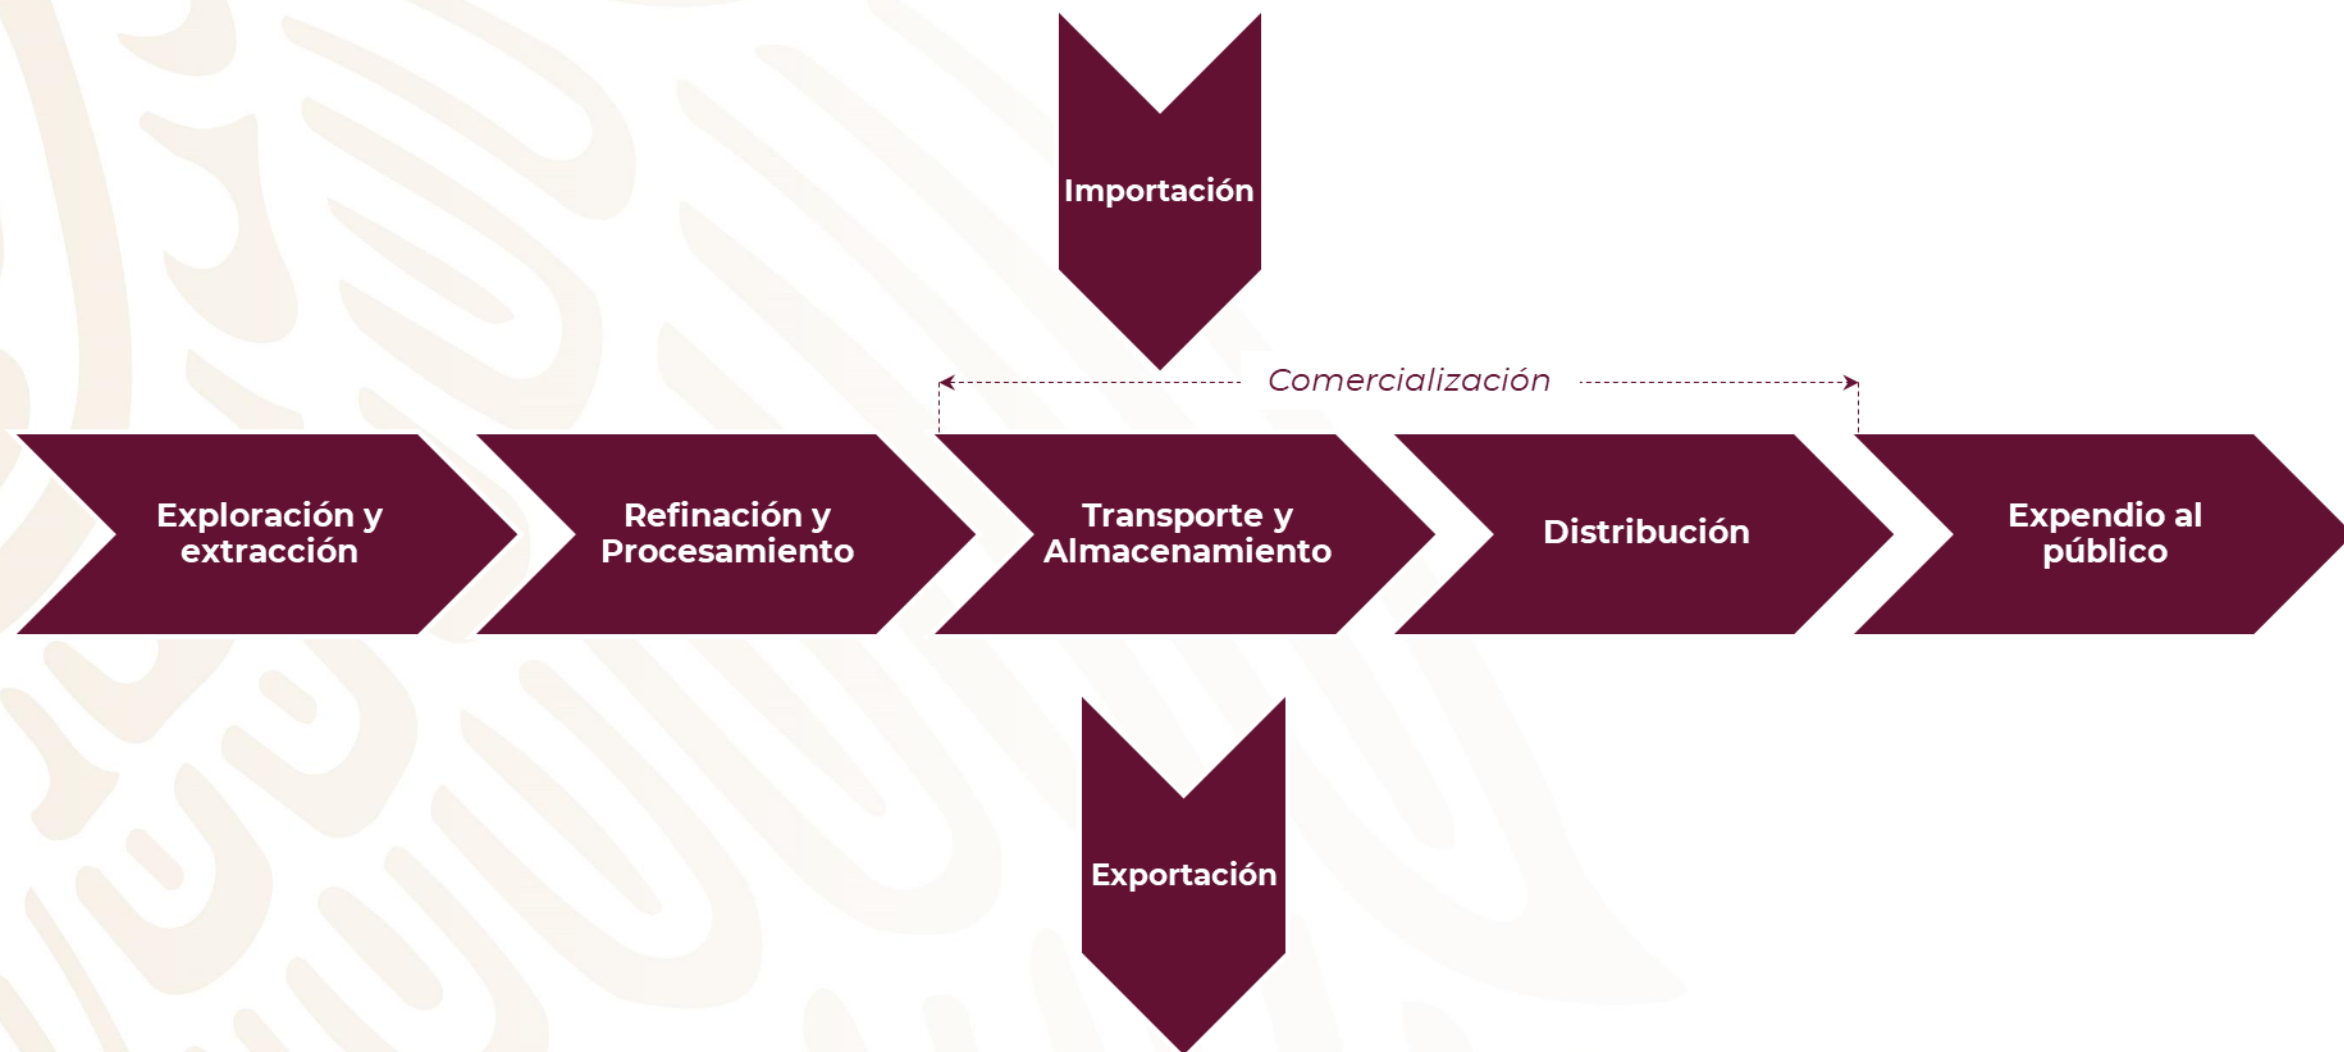 Importación
Comercialización
Exploración y
extracción
Refinación y
Procesamiento
Transporte y
Almacenamiento
Distribución
Expendio al
público
Exportación